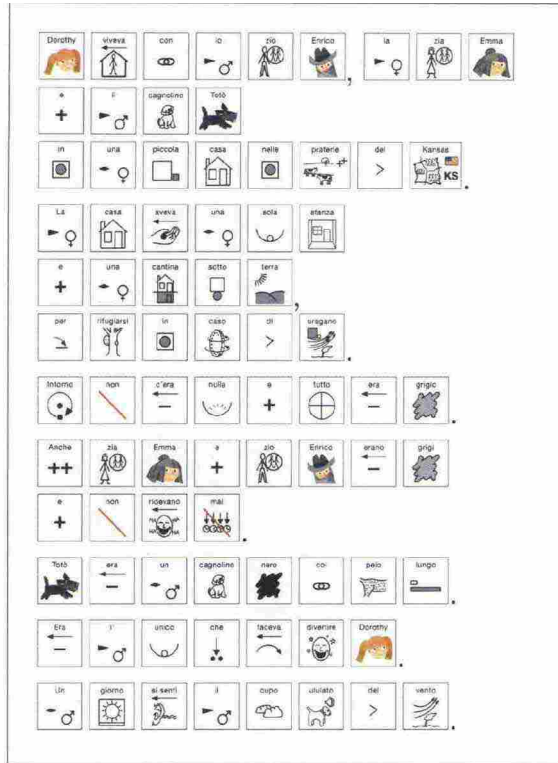 Dorothy viveva con lo zio Enrico, la zia Emma
e il cagnolino Totò
in una piccola casa nelle praterie del Kansas KS.
La casa aveva una sola stanza
e una cantina sotto terra,
per rifugiarsi in caso di uragano.
Intorno non c'era nulla e tutto era grigio.
Anche zia Emma e zio Enrico erano grigi
e non ridevano HA HA HA HA mai.
Totò era un cagnolino nero col pelo lungo.
Era l' unico che faceva divertire Dorothy.
Un giorno si sentì il cupo ululato del vento.